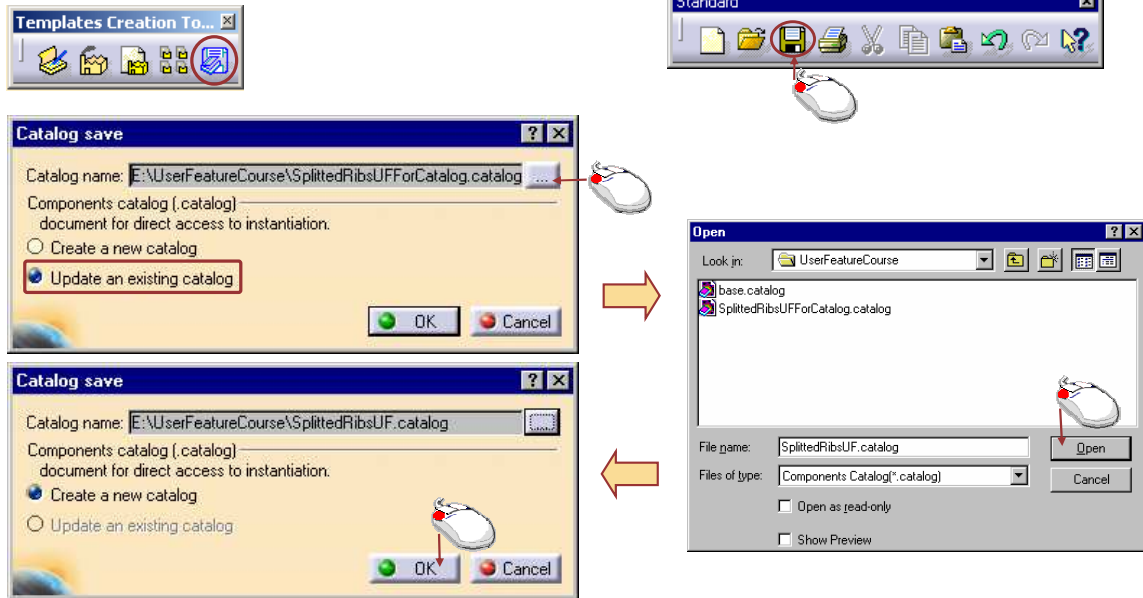 Templates Creation To...
Standard
Catalog save
Catalog name: E:\UserFeatureCourse\SplittedRibsUFForCatalog.catalog ...
Components catalog (.catalog)
document for direct access to instantiation.
Create a new catalog
Update an existing catalog
OK Cancel
Open
Look in: UserFeatureCourse
base.catalog
SplittedRibsUFForCatalog.catalog
File name: SplittedRibsUF.catalog Open
Files of type: Components Catalog(*.catalog) Cancel
Open as read-only
Show Preview
Catalog save
Catalog name: E:\UserFeatureCourse\SplittedRibsUF.catalog ...
Components catalog (.catalog)
document for direct access to instantiation.
Create a new catalog
Update an existing catalog
OK Cancel